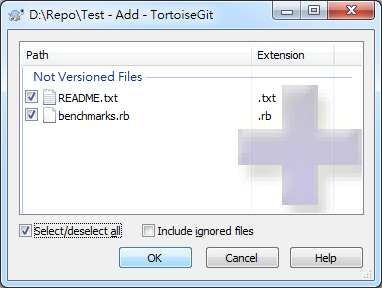 D:\Repo\Test - Add - TortoiseGit
Path Extension
Not Versioned Files
README.txt .txt
benchmarks.rb .rb
Select/deselect all Include ignored files
OK Cancel Help